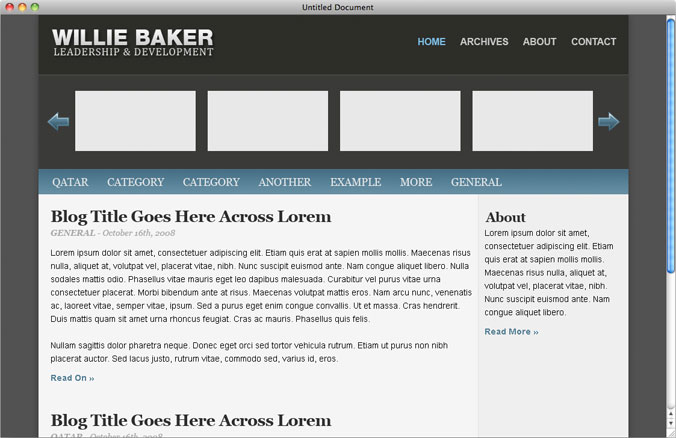 Untitled Document
WILLIE BAKER
LEADERSHIP & DEVELOPMENT
HOME ARCHIVES ABOUT CONTACT
QATAR CATEGORY CATEGORY ANOTHER EXAMPLE MORE GENERAL
Blog Title Goes Here Across Lorem
GENERAL - October 16th, 2008
Lorem ipsum dolor sit amet, consectetuer adipiscing elit. Etiam quis erat at sapien mollis mollis. Maecenas risus
nulla, aliquet at, volutpat vel, placerat vitae, nibh. Nunc suscipit euismod ante. Nam congue aliquet libero. Nulla
sodales mattis odio. Phasellus vitae mauris eget leo dapibus malesuada. Curabitur vel purus vitae urna
consectetuer placerat. Morbi bibendum ante at risus. Maecenas volutpat mattis eros. Nam arcu nunc, venenatis
ac, laoreet vitae, semper vitae, ipsum. Sed a purus eget enim congue convallis. Ut et massa. Cras hendrerit.
Duis mattis quam sit amet urna rhoncus feugiat. Cras ac mauris. Phasellus quis felis.
Nullam sagittis dolor pharetra neque. Donec eget orci sed tortor vehicula rutrum. Etiam ut purus non nibh
placerat auctor. Sed lacus justo, rutrum vitae, commodo sed, varius id, eros.
Read On »
Blog Title Goes Here Across Lorem
QATAR - October 16th, 2008
About
Lorem ipsum dolor sit amet,
consectetuer adipiscing elit. Etiam
quis erat at sapien mollis mollis.
Maecenas risus nulla, aliquet at,
volutpat vel, placerat vitae, nibh.
Nunc suscipit euismod ante. Nam
congue aliquet libero.
Read More »